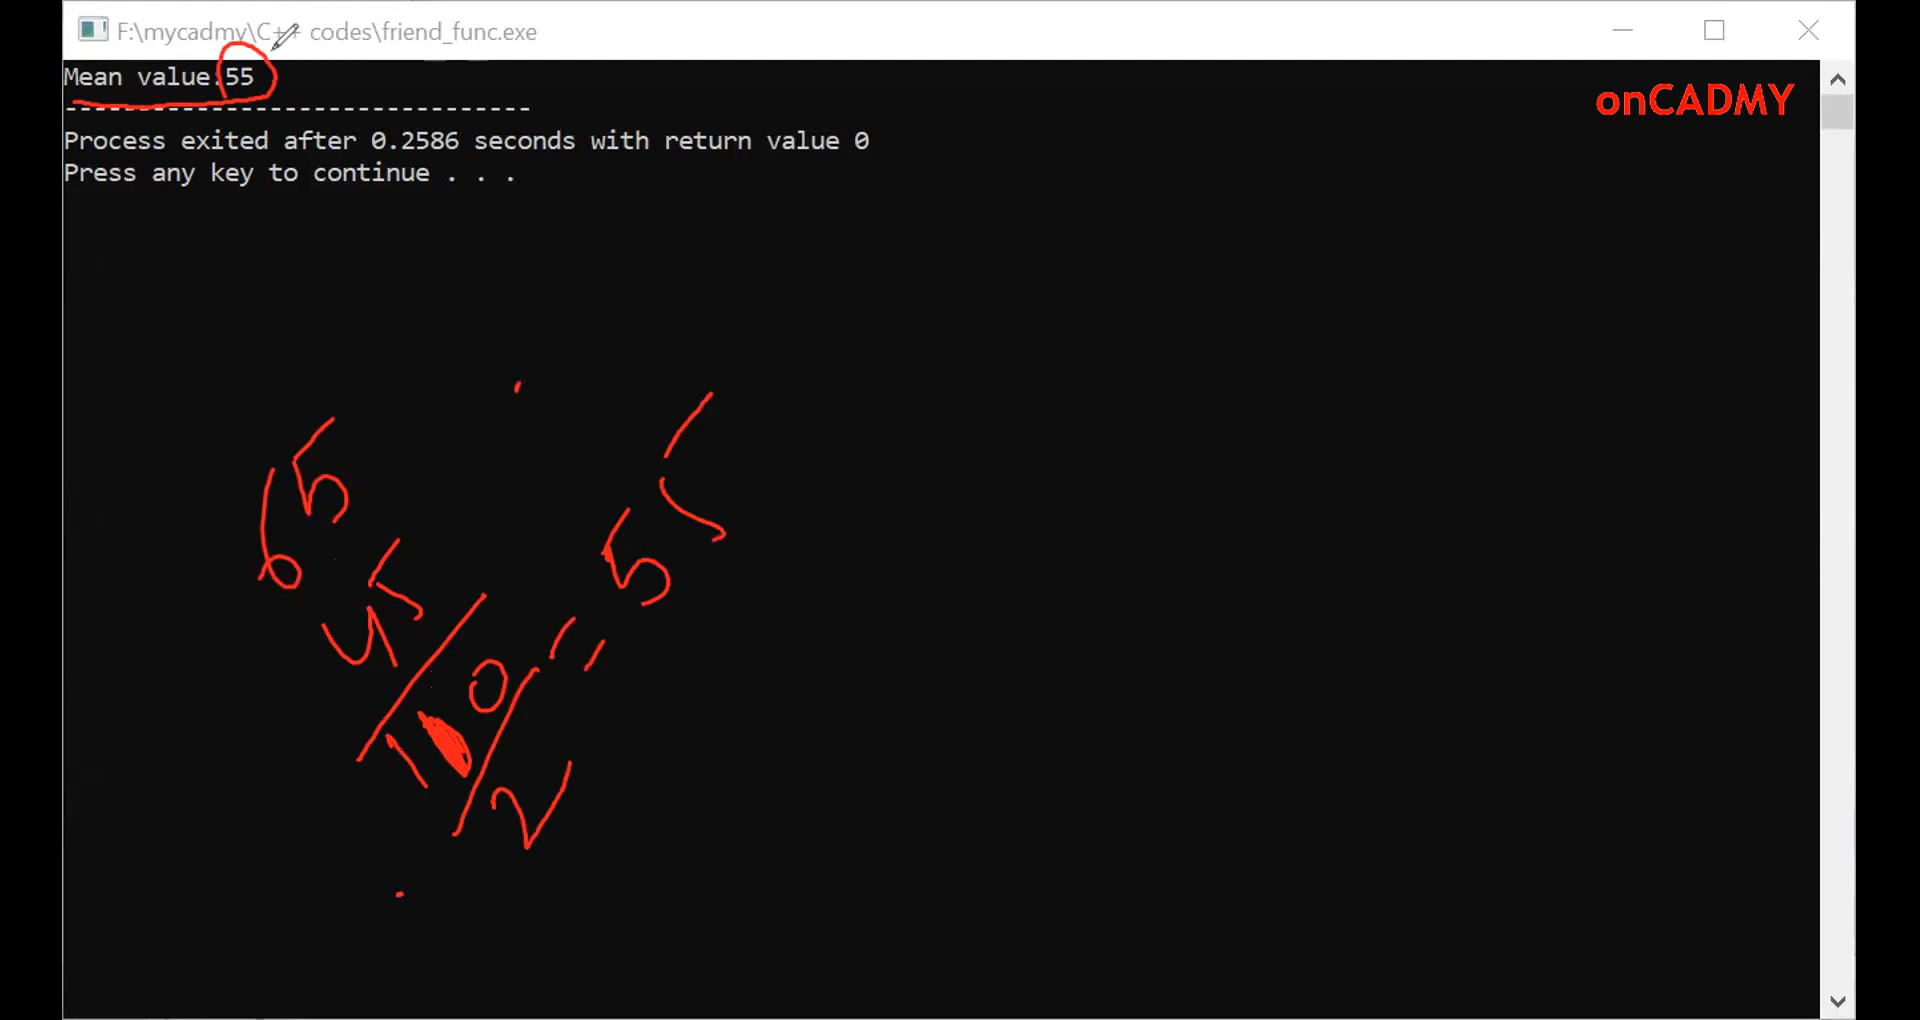 F:\mycadmy\C++ codes\friend_func.exe
Mean value:55
--------------------------------
Process exited after 0.2586 seconds with return value 0
Press any key to continue . . .
onCADMY
65
45
110/2 = 55